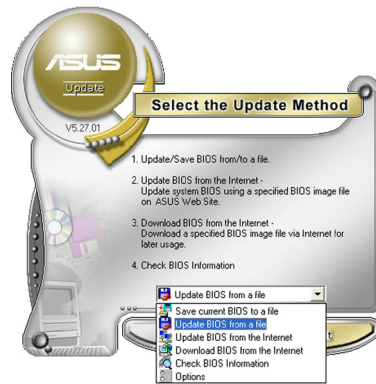 ASUS
Update
V5.27.01
Select the Update Method
1. Update/Save BIOS from/to a file.
2. Update BIOS from the Internet -
Update system BIOS using a specified BIOS image file
on ASUS Web Site.
3. Download BIOS from the Internet -
Download a specified BIOS image file via Internet for
later usage.
4. Check BIOS Information
Update BIOS from a file
Save current BIOS to a file
Update BIOS from a file
Update BIOS from the Internet
Download BIOS from the Internet
Check BIOS Information
Options